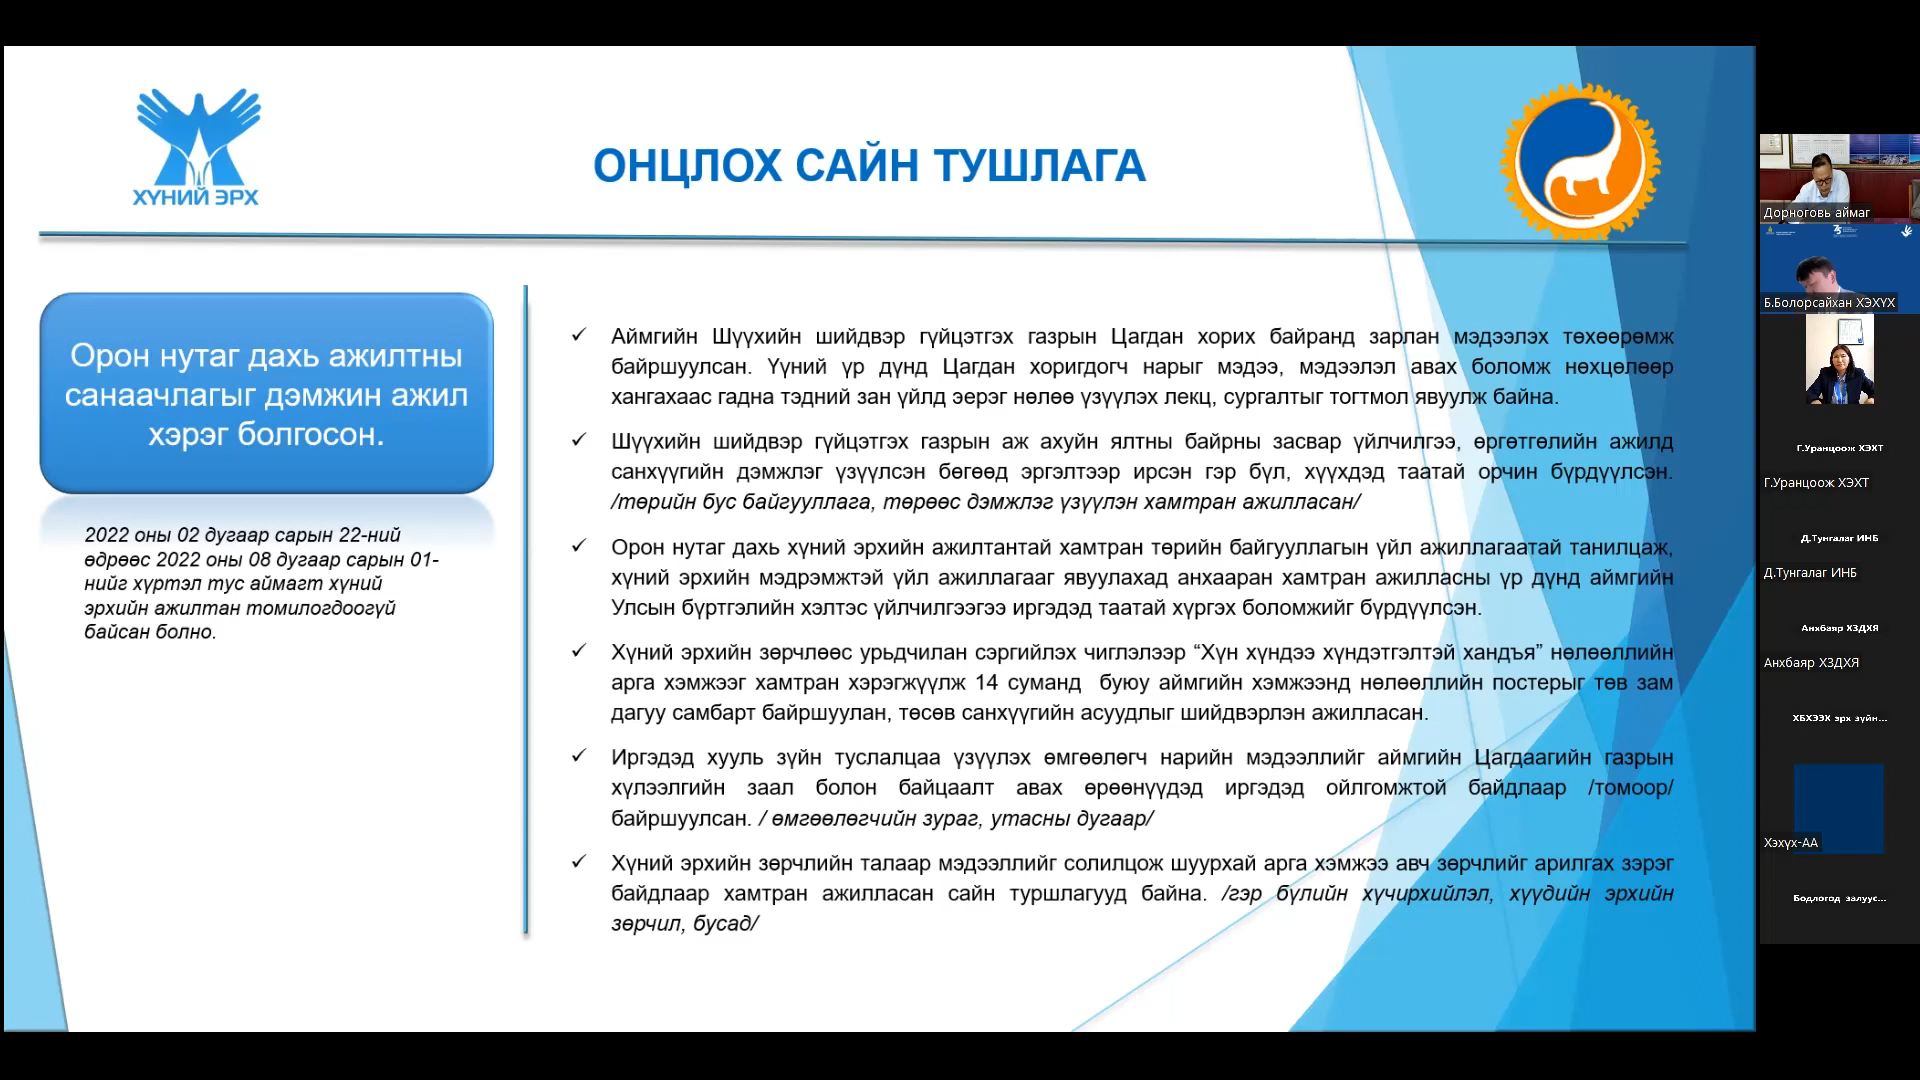 ХҮНИЙ ЭРХ
ОНЦЛОХ САЙН ТУШЛАГА
Орон нутаг дахь ажилтны
санаачлагыг дэмжин ажил
хэрэг болгосон.
2022 оны 02 дугаар сарын 22-ний
өдрөөс 2022 оны 08 дугаар сарын 01-
нийг хүртэл тус аймагт хүний
эрхийн ажилтан томилогдоогүй
байсан болно.
✓ Аймгийн Шүүхийн шийдвэр гүйцэтгэх газрын Цагдан хорих байранд зарлан мэдээлэх төхөөрөмж
байршуулсан. Үүний үр дүнд Цагдан хоригдогч нарыг мэдээ, мэдээлэл авах боломж нөхцөлөөр
хангахаас гадна тэдний зан үйлд эерэг нөлөө үзүүлэх лекц, сургалтыг тогтмол явуулж байна.
✓ Шүүхийн шийдвэр гүйцэтгэх газрын аж ахуйн ялтны байрны засвар үйлчилгээ, өргөтгөлийн ажилд
санхүүгийн дэмжлэг үзүүлсэн бөгөөд эргэлтээр ирсэн гэр бүл, хүүхдэд таатай орчин бүрдүүлсэн.
/төрийн бус байгууллага, төрөөс дэмжлэг үзүүлэн хамтран ажилласан/
✓ Орон нутаг дахь хүний эрхийн ажилтантай хамтран төрийн байгууллагын үйл ажиллагаатай танилцаж,
хүний эрхийн мэдрэмжтэй үйл ажиллагааг явуулахад анхааран хамтран ажилласны үр дүнд аймгийн
Улсын бүртгэлийн хэлтэс үйлчилгээгээ иргэдэд таатай хүргэх боломжийг бүрдүүлсэн.
✓ Хүний эрхийн зөрчлөөс урьдчилан сэргийлэх чиглэлээр “Хүн хүндээ хүндэтгэлтэй хандъя” нөлөөллийн
арга хэмжээг хамтран хэрэгжүүлж 14 суманд буюу аймгийн хэмжээнд нөлөөллийн постерыг төв зам
дагуу самбарт байршуулан, төсөв санхүүгийн асуудлыг шийдвэрлэн ажилласан.
✓ Иргэдэд хууль зүйн туслалцаа үзүүлэх өмгөөлөгч нарийн мэдээллийг аймгийн Цагдаагийн газрын
хүлээлгийн заал болон байцаалт авах өрөөнүүдэд иргэдэд ойлгомжтой байдлаар /томоор/
байршуулсан. / өмгөөлөгчийн зураг, утасны дугаар/
✓ Хүний эрхийн зөрчлийн талаар мэдээллийг солилцож шуурхай арга хэмжээ авч зөрчлийг арилгах зэрэг
байдлаар хамтран ажилласан сайн туршлагууд байна. /гэр бүлийн хүчирхийлэл, хүүдийн эрхийн
зөрчил, бусад/
Дорноговь аймаг
Б.Болорсайхан ХЭХҮХ
Г.Уранцоож ХЭХТ
Г.Уранцоож ХЭХТ
Д.Тунгалаг ИНБ
Д.Тунгалаг ИНБ
Анхбаяр ХЗДХЯ
Анхбаяр ХЗДХЯ
ХБХЭЭХ эрх зүйн...
Хэхүх-АА
Бодлогод залуус...